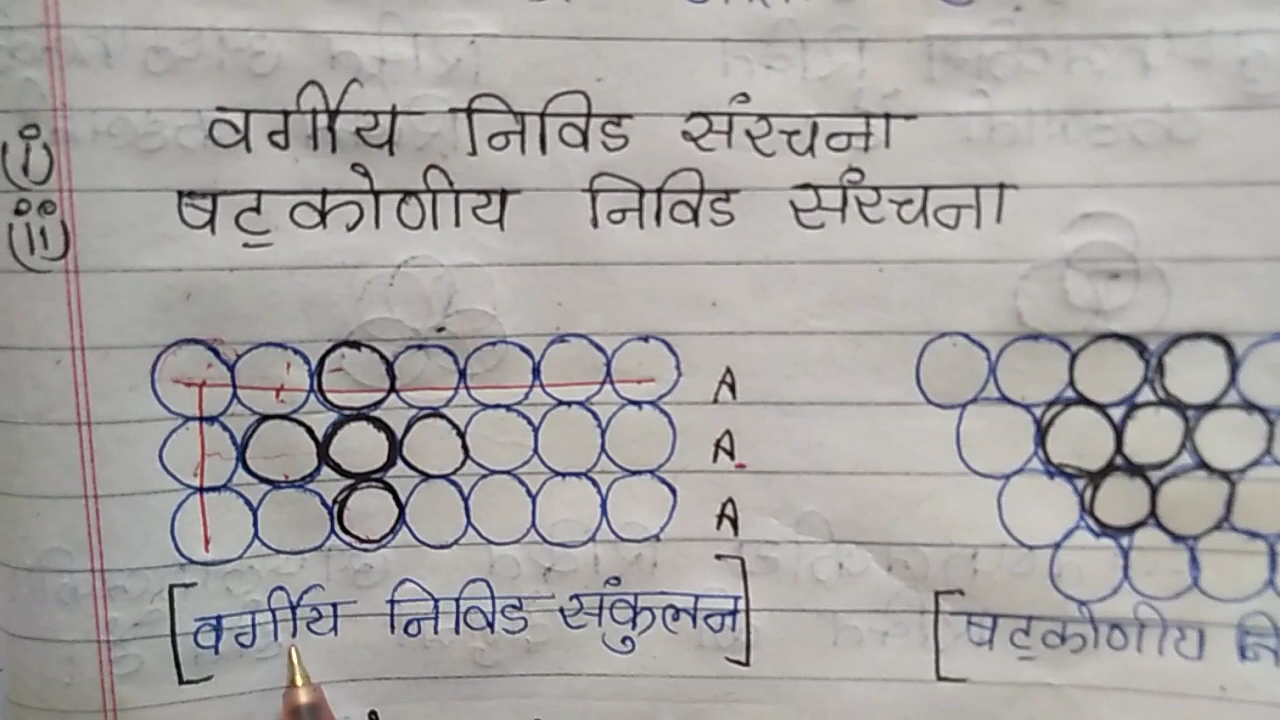 (i) वर्गीय निविड संरचना
(ii) षट्कोणीय निविड संरचना
A
A
A
[वर्गीय निविड संकुलन]
[षट्कोणीय नि